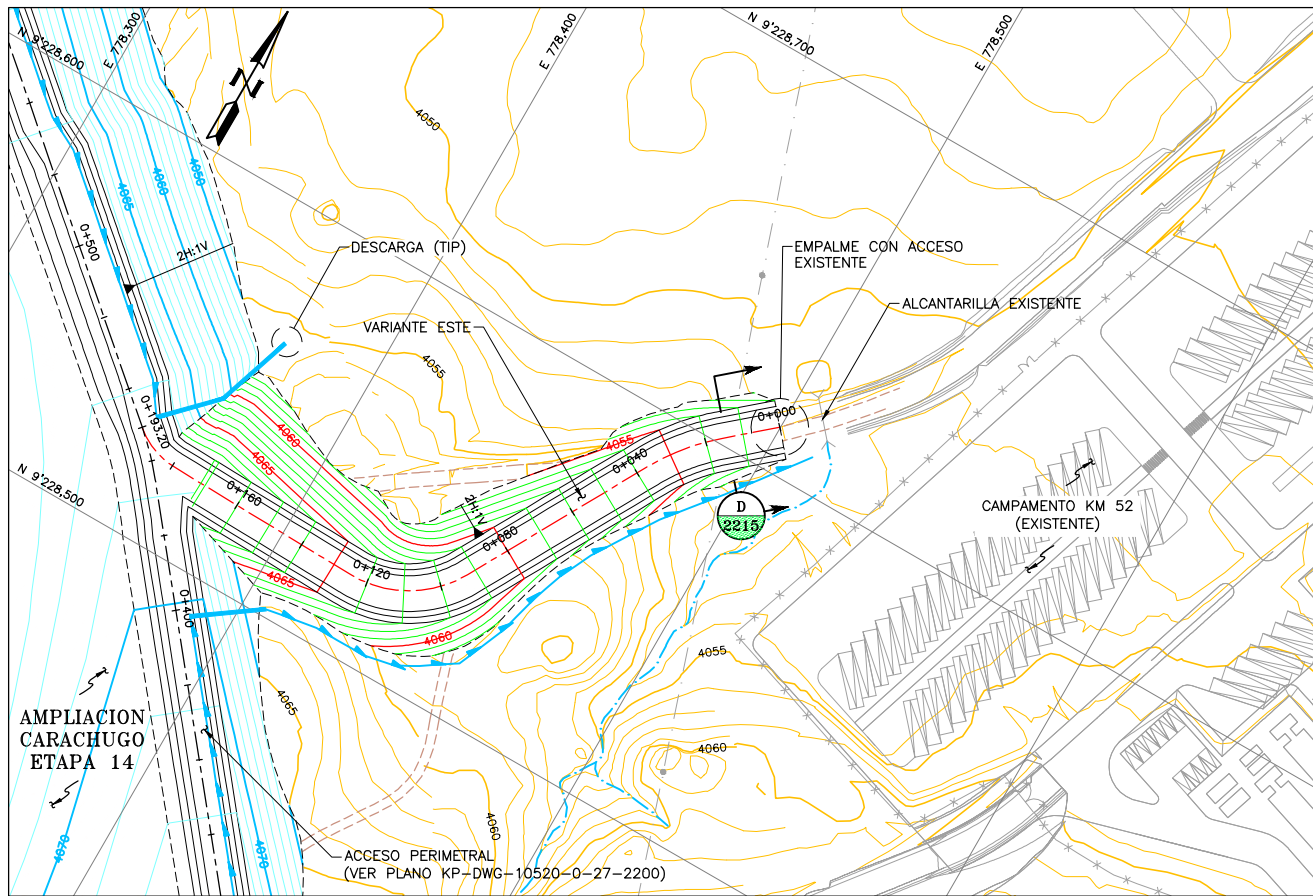 N 9'228,600
E 778,300
N
4050
E 778,400
N 9'228,700
E 778,500
4065
4060
4050
0+500
2H:1V
DESCARGA (TIP)
VARIANTE ESTE
EMPALME CON ACCESO
EXISTENTE
ALCANTARILLA EXISTENTE
4055
0+193.20
4060
4065
4055
0+000
0+040
N 9'228,500
0+160
2H:1V
0+080
D
2215
CAMPAMENTO KM 52
(EXISTENTE)
0+120
4065
0+400
4060
4055
4065
4060
AMPLIACION
CARACHUGO
ETAPA 14
4060
4070
4070
ACCESO PERIMETRAL
(VER PLANO KP-DWG-10520-0-27-2200)